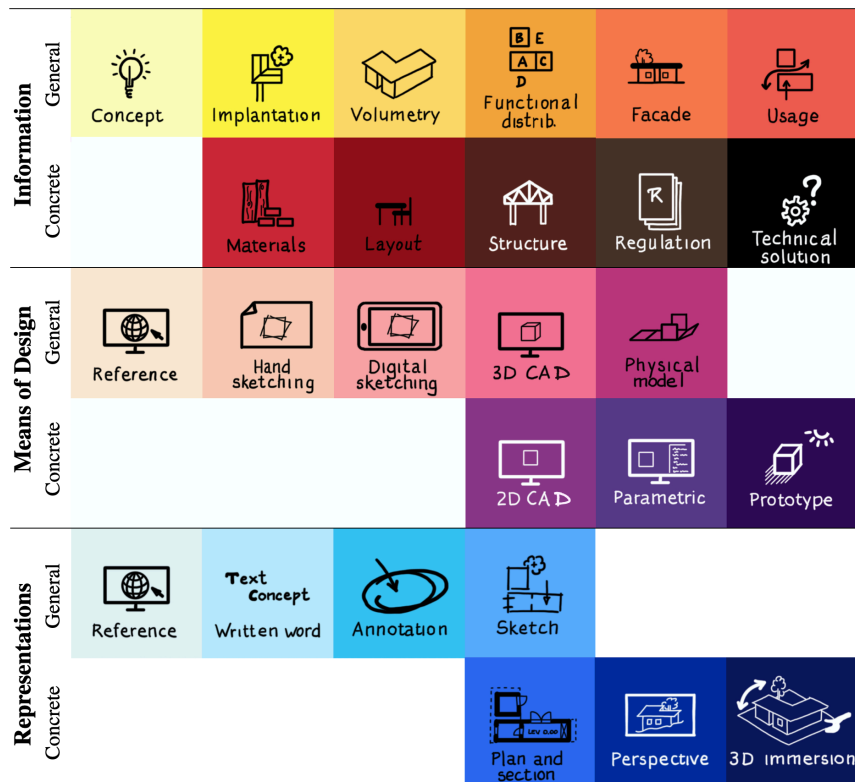 Information
General
B E
A C
D
Concept
Implantation
Volumetry
Functional
distrib.
Facade
Usage
Concrete
R
?
Materials
Layout
Structure
Regulation
Technical
solution
Means of Design
General
Reference
Hand
sketching
Digital
sketching
3D CAD
Physical
model
Concrete
2D CAD
Parametric
Prototype
Representations
General
Text
Concept
Reference
Written word
Annotation
Sketch
Concrete
LEV 0.00
Plan and
section
Perspective
3D immersion